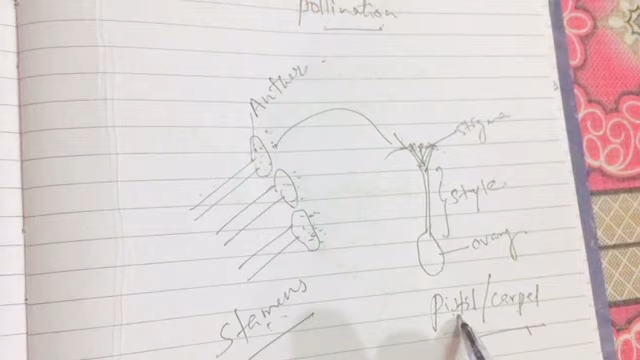 Pollination
Anther
stigma
style
ovary
pistil/carpel
Stamens